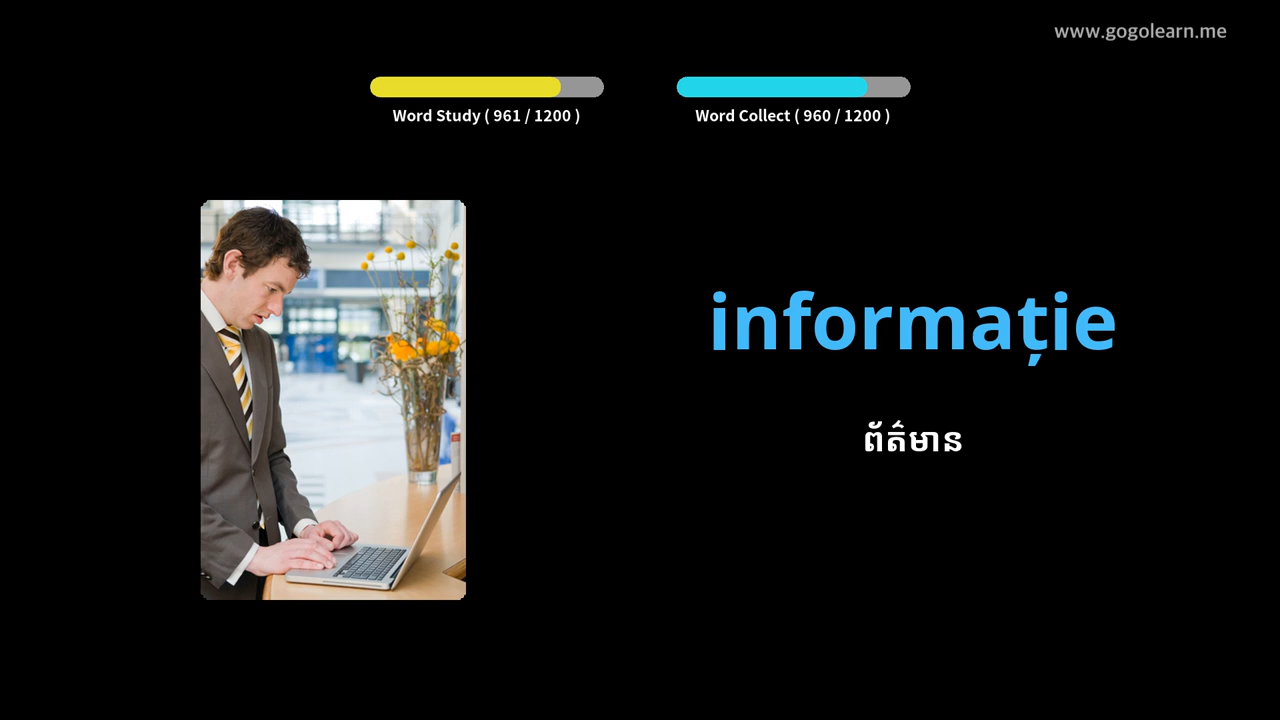 www.gogolearn.me
Word Study ( 961 / 1200 )
Word Collect ( 960 / 1200 )
informație
ព័ត៌មាន